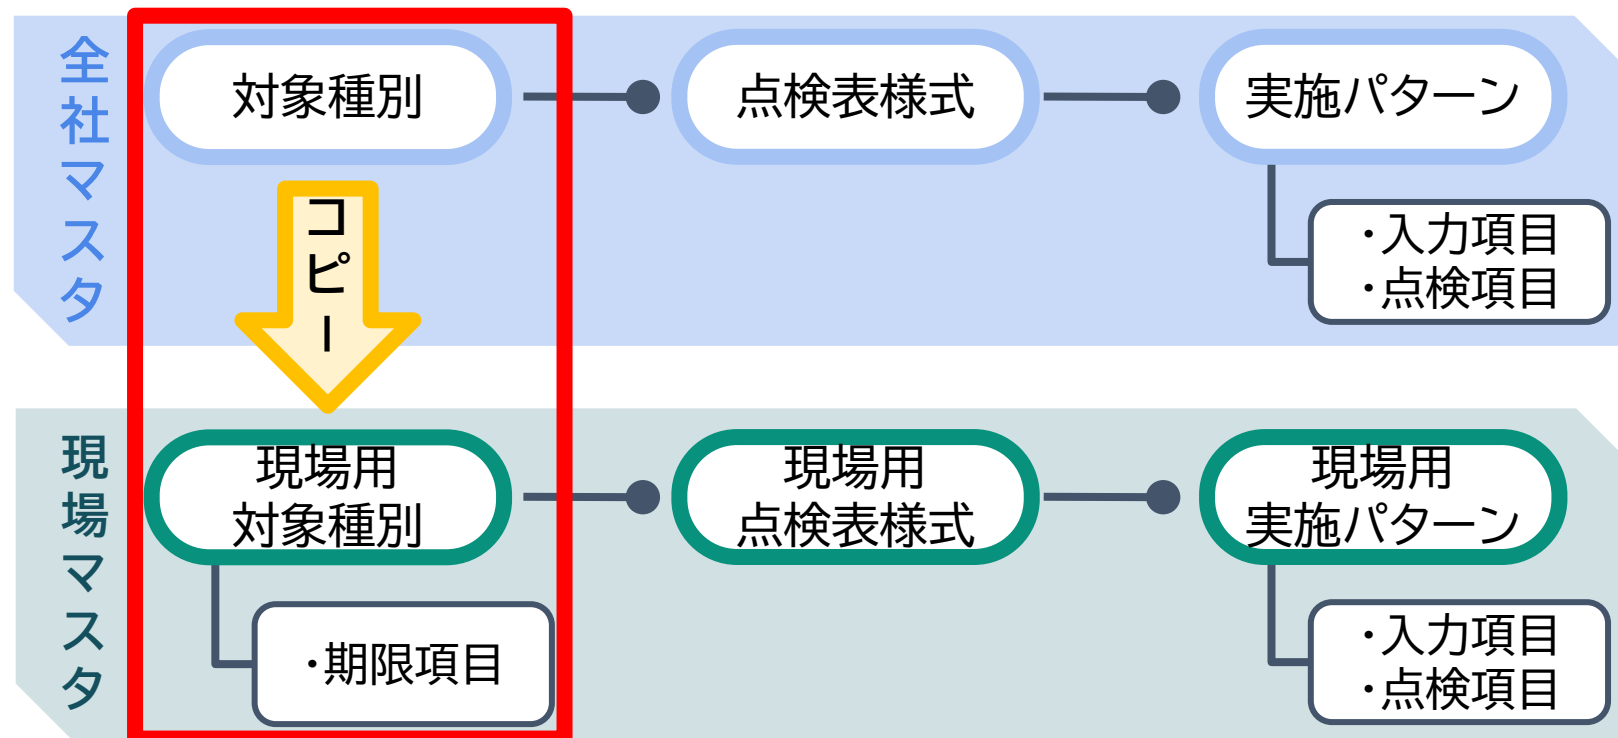 全社マスタ
対象種別
点検表様式
実施パターン
・入力項目
・点検項目
コピー
現場マスタ
現場用
対象種別
現場用
点検表様式
現場用
実施パターン
・期限項目
・入力項目
・点検項目